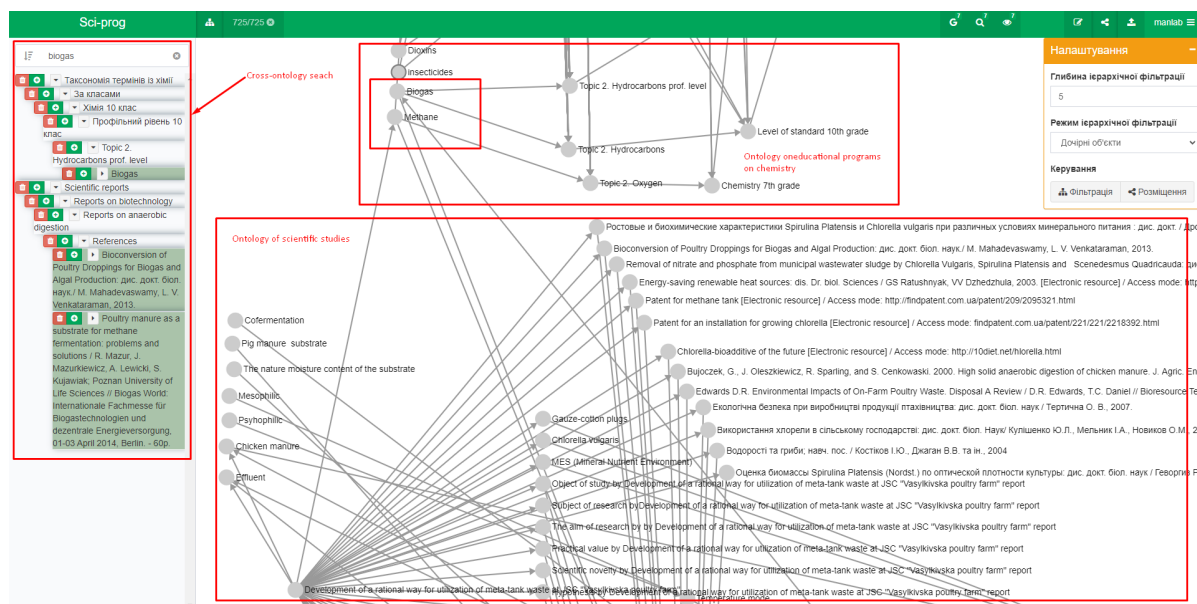 Sci-prog
725/725
7
7
7
manlab
biogas
Таксономія термінів із хімії
За класами
Хімія 10 клас
Профільний рівень 10
клас
Topic 2.
Hydrocarbons prof. level
Biogas
Scientific reports
Reports on biotechnology
Reports on anaerobic
digestion
References
Bioconversion of
Poultry Droppings for Biogas and
Algal Production: дис. докт. біол.
наук./ M. Mahadevaswamy, L. V.
Venkataraman, 2013.
Poultry manure as a
substrate for methane
fermentation: problems and
solutions / R. Mazur, J.
Mazurkiewicz, A. Lewicki, S.
Kujawiak; Poznan University of
Life Sciences // Biogas World:
Internationale Fachmesse für
Biogastechnologien und
dezentrale Energieversorgung,
01-03 April 2014, Berlin. - 60p.
Cross-ontology seach
Dioxins
insecticides
Biogas
Methane
Topic 2. Hydrocarbons prof. level
Level of standard 10th grade
Topic 2. Hydrocarbons
Topic 2. Oxygen
Chemistry 7th grade
Ontology oneducational programs
on chemistry
Налаштування
Глибина ієрархічної фільтрації
5
Режим ієрархічної фільтрації
Дочірні об'єкти
Керування
Фільтрація
Розміщення
Ontology of scientific studies
Ростовые и биохимические характеристики Spirulina Platensis и Chlorella vulgaris при различных условиях минерального питания : дис. докт. /
Bioconversion of Poultry Droppings for Biogas and Algal Production: дис. докт. біол. наук./ M. Mahadevaswamy, L. V. Venkataraman, 2013.
Removal of nitrate and phosphate from municipal wastewater sludge by Chlorella Vulgaris, Spirulina Platensis and Scenedesmus Quadricauda:
Energy-saving renewable heat sources: dis. Dr. biol. Sciences / GS Ratushnyak, VV Dzhedzhula, 2003. [Electronic resource] / Access mode:
Patent for methane tank [Electronic resource] / Access mode: http://findpatent.com.ua/patent/209/2095321.html
Patent for an installation for growing chlorella [Electronic resource] / Access mode: findpatent.com.ua/patent/221/221/2218392.html
Chlorella-bioadditive of the future [Electronic resource] / Access mode: http://10diet.net/hlorella.html
Bujoczek, G., J. Oleszkiewicz, R. Sparling, and S. Cenkowski. 2000. High solid anaerobic digestion of chicken manure. J. Agric.
Edwards D.R. Environmental Impacts of On-Farm Poultry Waste. Disposal A Review / D.R. Edwards, T.C. Daniel // Bioresource
Екологічна безпека при виробництві продукції птахівництва: дис. докт. біол. наук / Тертична О. В., 2007.
Використання хлорели в сільському господарстві: дис. докт. біол. Наук/ Кулішенко Ю.Л., Мельник І.А., Новиков О.М.,
Водорості та гриби; навч. пос. / Костіков І.Ю., Джаган В.В. та ін., 2004
Оценка биомассы Spirulina Platensis (Nordst.) по оптической плотности культуры: дис. докт. біол. наук /
Cofermentation
Pig manure substrate
The nature moisture content of the substrate
Mesophilic
Psyhophilic
Chicken manure
Effluent
Gauze-cotton plugs
Chlorella vulgaris
MES (Mineral Nutrient Environment)
Object of study by Development of a rational way for utilization of meta-tank waste at JSC "Vasylkivska poultry farm" report
Subject of research byDevelopment of a rational way for utilization of meta-tank waste at JSC "Vasylkivska poultry farm" report
The aim of research by by Development of a rational way for utilization of meta-tank waste at JSC "Vasylkivska poultry farm" report
Practical value by Development of a rational way for utilization of meta-tank waste at JSC "Vasylkivska poultry farm" report
Scientific novelty by Development of a rational way for utilization of meta-tank waste at JSC "Vasylkivska poultry farm" report
Development of a rational way for utilization of meta-tank waste at JSC "Vasylkivska poultry farm"
Hypothesis by Development of a rational way for utilization of meta-tank waste at JSC "Vasylkivska poultry farm" report
Temperature mode